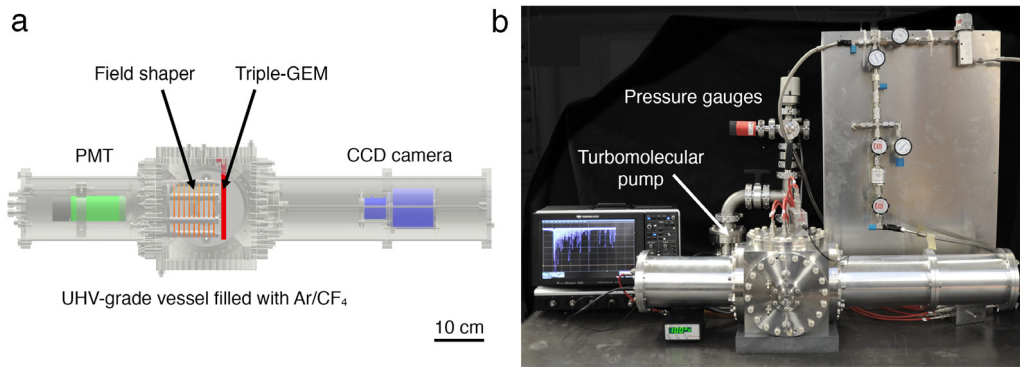 a
Field shaper
Triple-GEM
PMT
CCD camera
UHV-grade vessel filled with Ar/CF₄
10 cm
b
Pressure gauges
Turbomolecular
pump